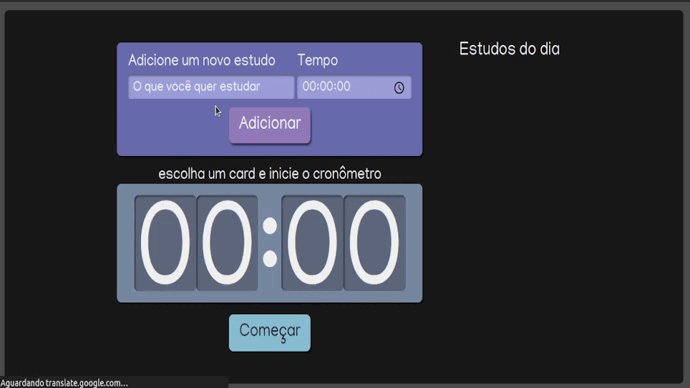 Adicione um novo estudo
Tempo
O que você quer estudar
00:00:00
Adicionar
escolha um card e inicie o cronômetro
00:00
Começar
Estudos do dia
Aguardando translate.google.com...